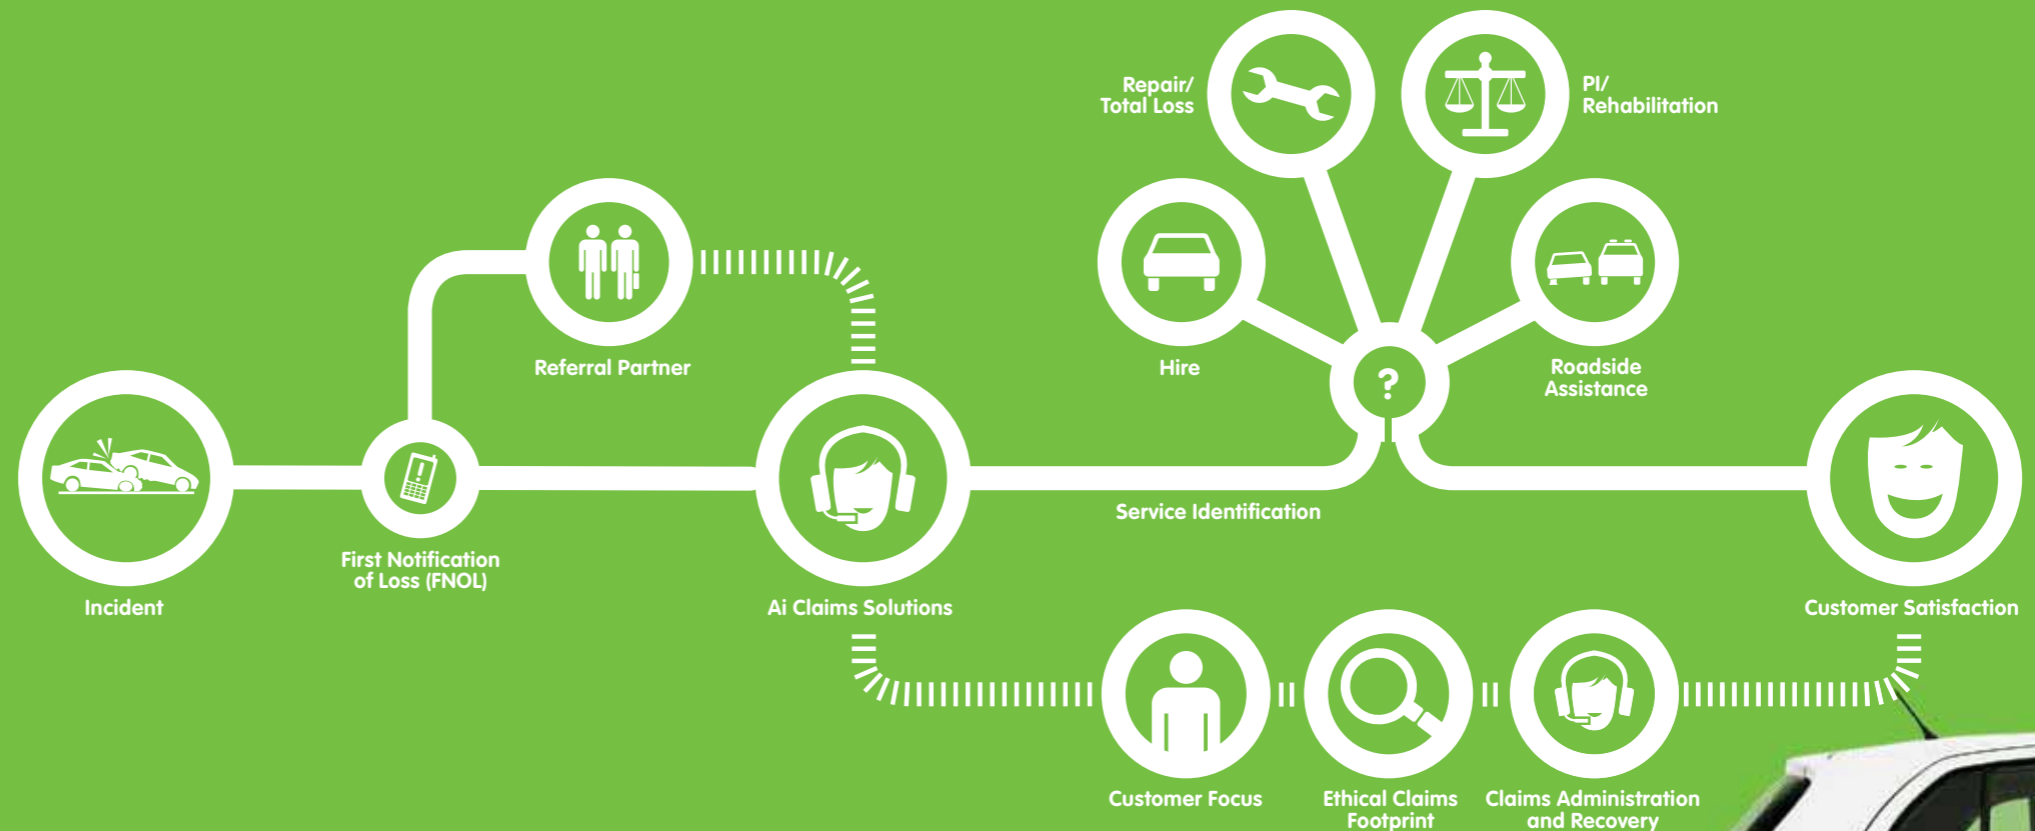 Repair/
Total Loss
PI/
Rehabilitation
Referral Partner
Hire
Roadside
Assistance
?
Service Identification
First Notification
of Loss (FNOL)
Incident
Ai Claims Solutions
Customer Satisfaction
Customer Focus
Ethical Claims
Footprint
Claims Administration
and Recovery